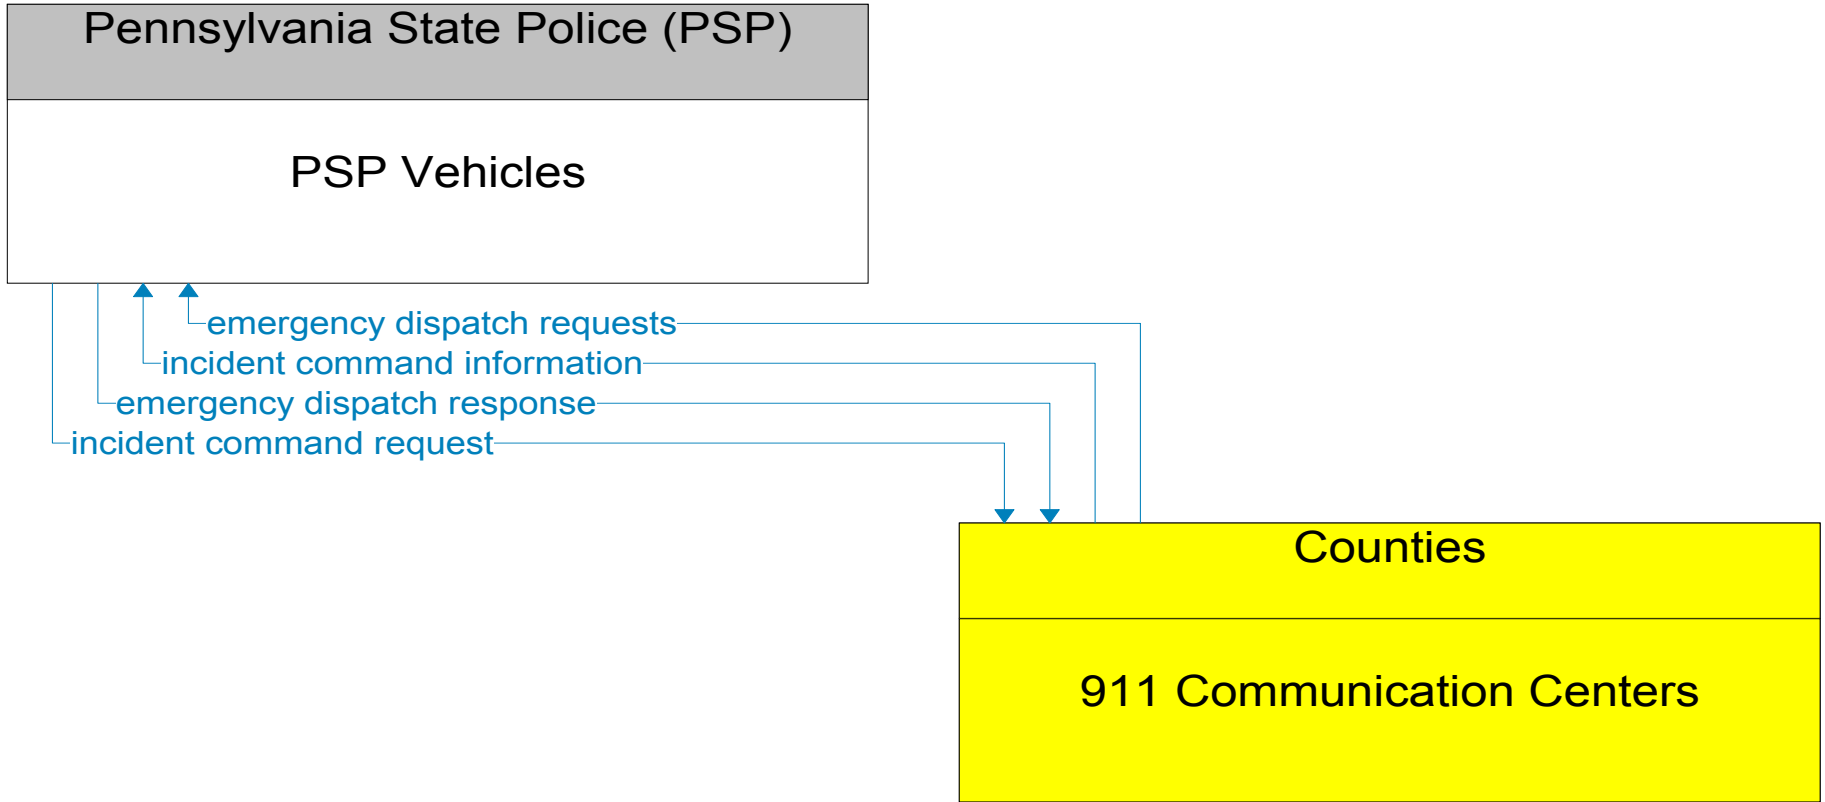 Pennsylvania State Police (PSP)
PSP Vehicles
emergency dispatch requests
incident command information
emergency dispatch response
incident command request
Counties
911 Communication Centers